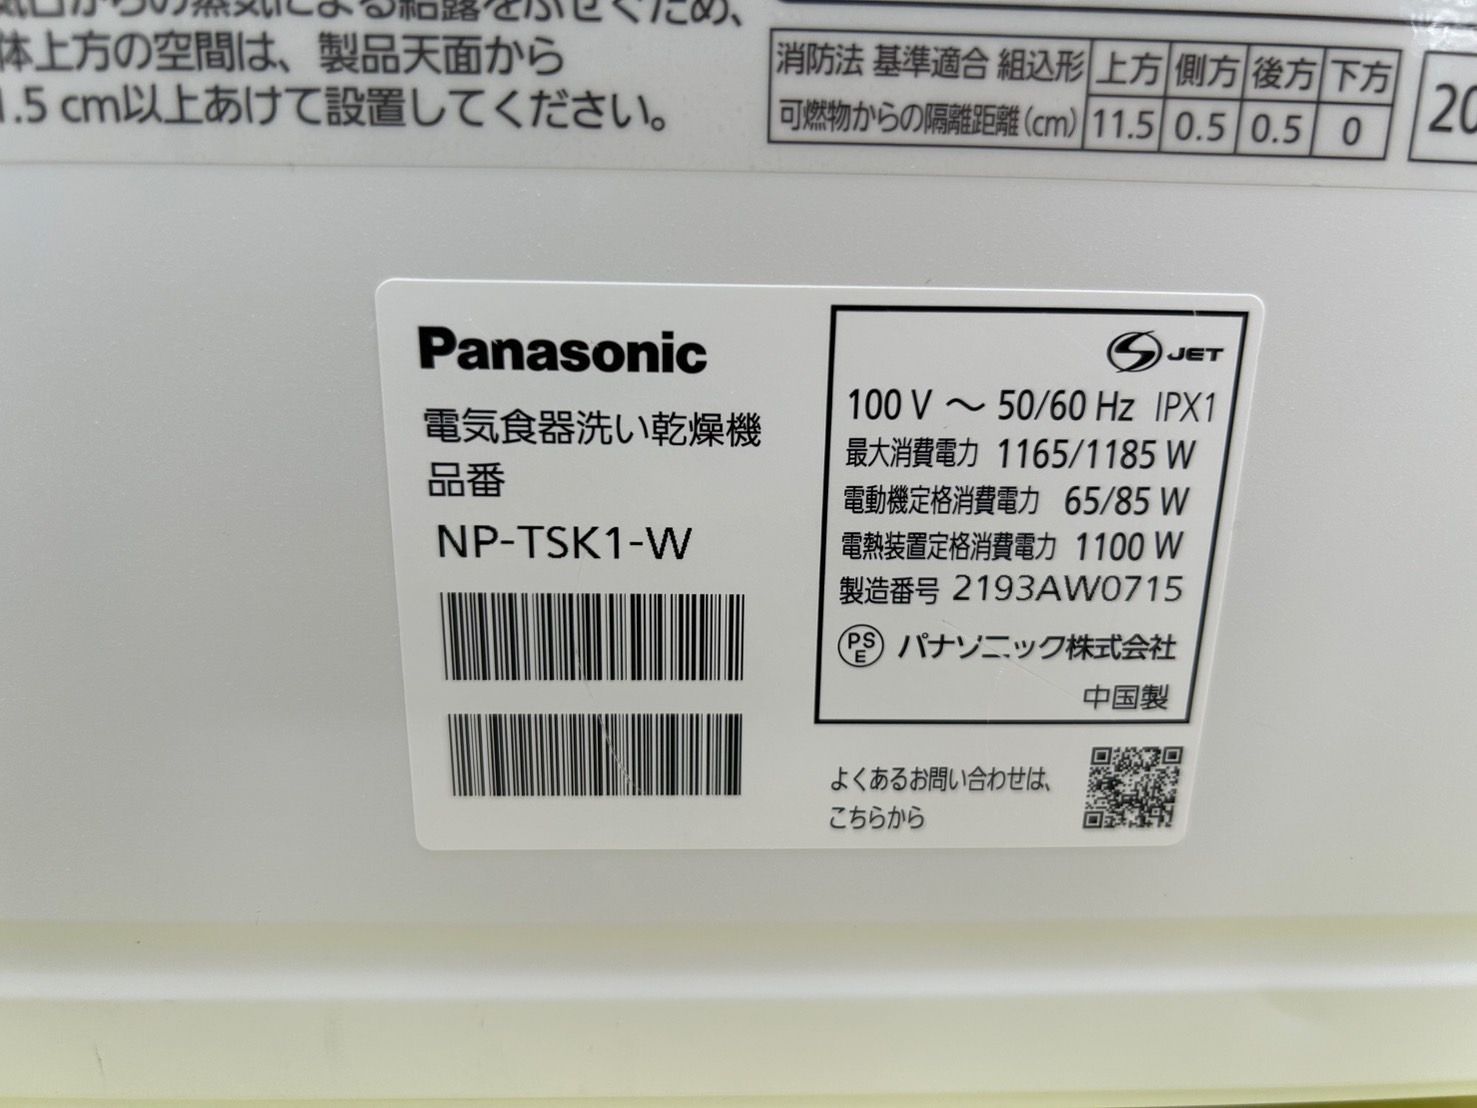 体上方の空間は、製品天面から
1.5 cm以上あけて設置してください。
消防法 基準適合 組込形 上方 側方 後方 下方
可燃物からの隔離距離(cm) 11.5 0.5 0.5 0
20
Panasonic
電気食器洗い乾燥機
品番
NP-TSK1-W
S JET
100 V ～ 50/60 Hz IPX1
最大消費電力 1165/1185 W
電動機定格消費電力 65/85 W
電熱装置定格消費電力 1100 W
製造番号 2193AW0715
PSE パナソニック株式会社
中国製
よくあるお問い合わせは、
こちらから